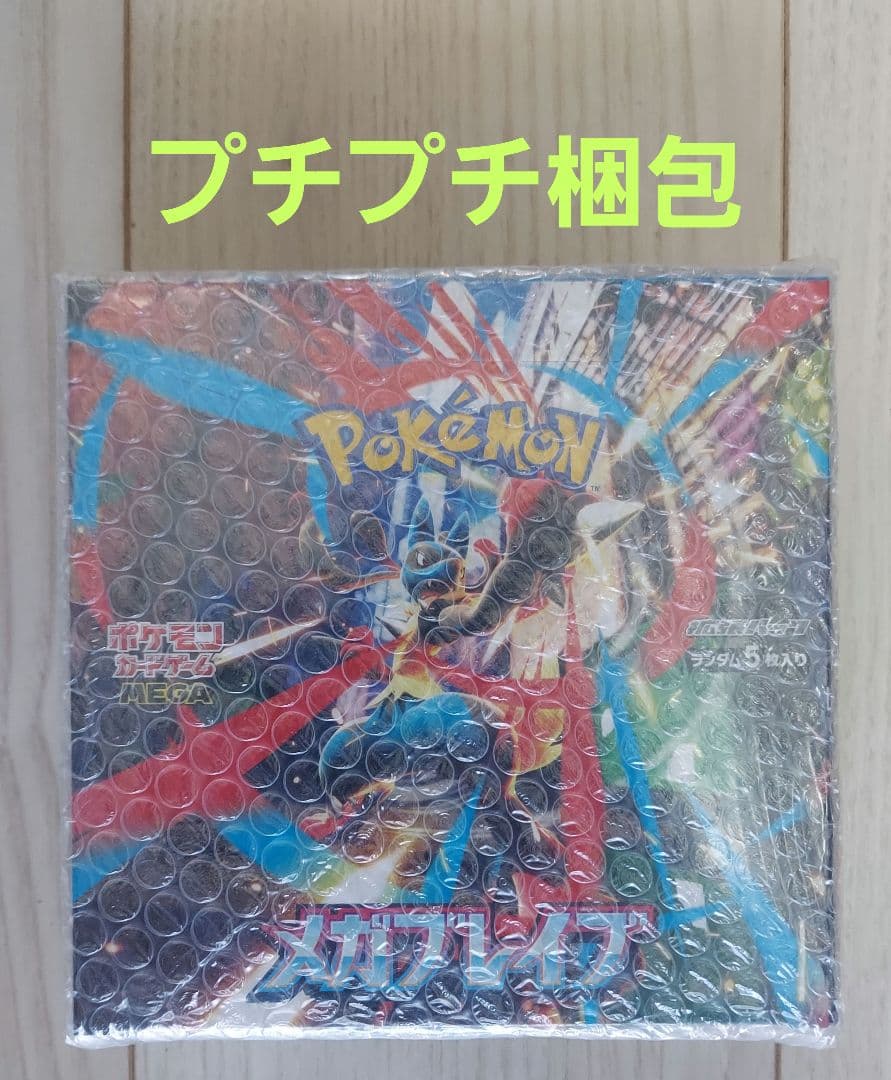 プチプチ梱包
POKÉMON
TM
ポケモン
カードゲーム
MEGA
拡張パック
ランダム5枚入り
メガブレイブ